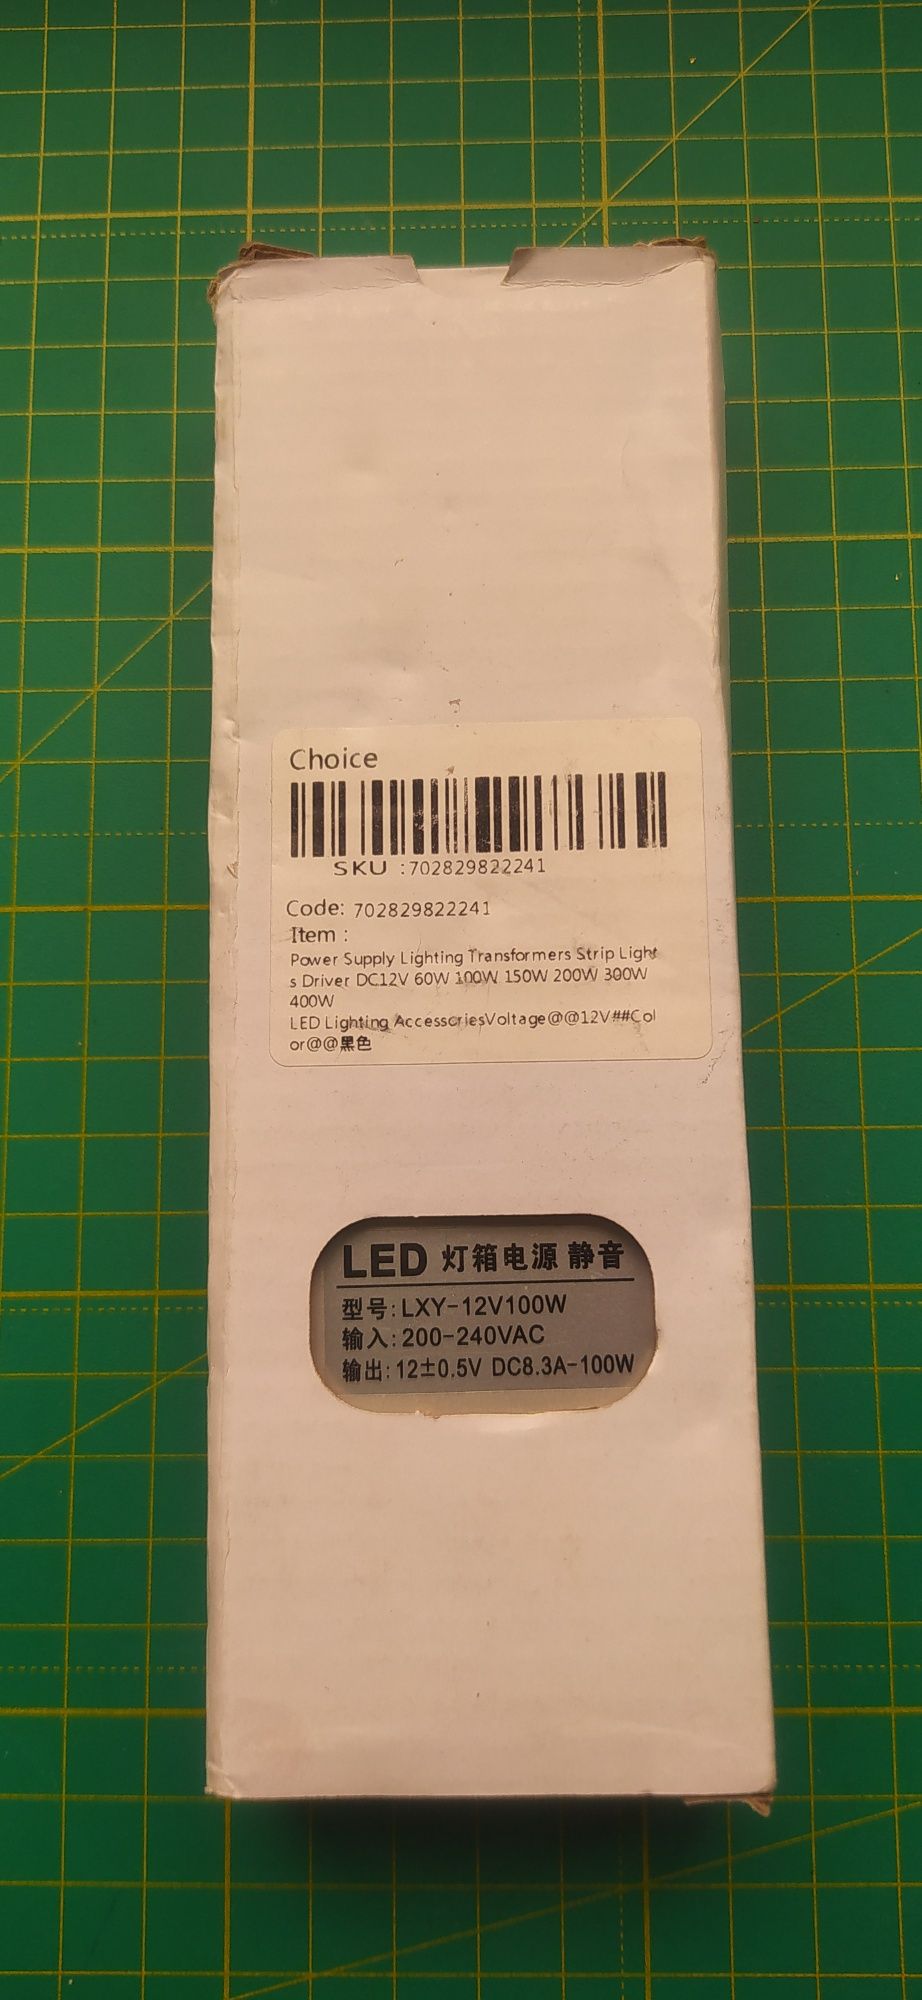 Choice
SKU :702829822241
Code: 702829822241
Item :
Power Supply Lighting Transformers Strip Light
s Driver DC12V 60W 100W 150W 200W 300W
400W
LED Lighting AccessoriesVoltage@@12V##Col
or@@黑色
LED 灯箱电源 静音
型号:LXY-12V100W
输入:200-240VAC
输出:12±0.5V DC8.3A-100W